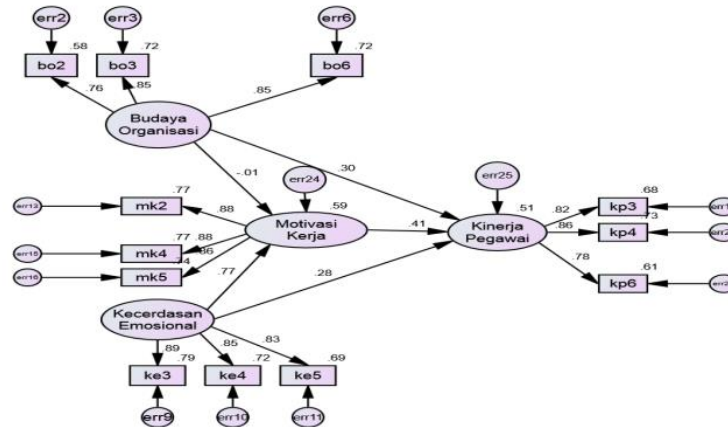 err2 err3 err6
.58 .72 .72
bo2 bo3 bo6
.76 .85 .85
Budaya
Organisasi
-.01 .30
err24 err25
.77 .59 .51 .68
err13 mk2 .88 .82 kp3
Motivasi
Kerja
.41
Kinerja
Pegawai
.86 kp4 .73
.77 .88
err15 mk4
.86
.74
err16 mk5
.78 .61
kp6
.77 .28
Kecerdasan
Emosional
.89 .85 .83
.79 .72 .69
ke3 ke4 ke5
err9 err10 err11